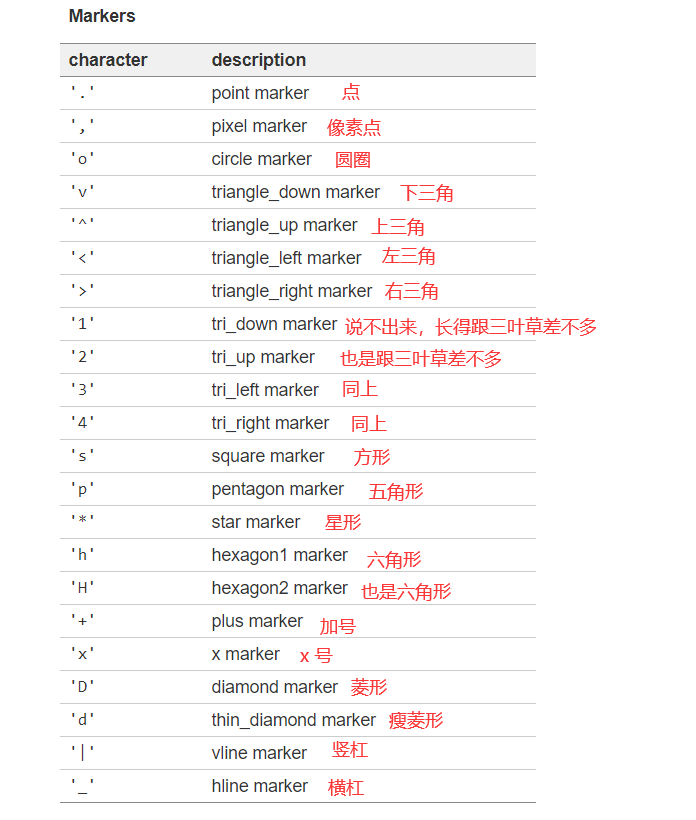 Markers
character description
'.' point marker 点
',' pixel marker 像素点
'o' circle marker 圆圈
'v' triangle_down marker 下三角
'^' triangle_up marker 上三角
'<' triangle_left marker 左三角
'>' triangle_right marker 右三角
'1' tri_down marker 说不出来，长得跟三叶草差不多
'2' tri_up marker 也是跟三叶草差不多
'3' tri_left marker 同上
'4' tri_right marker 同上
's' square marker 方形
'p' pentagon marker 五角形
'*' star marker 星形
'h' hexagon1 marker 六角形
'H' hexagon2 marker 也是六角形
'+' plus marker 加号
'x' x marker x 号
'D' diamond marker 菱形
'd' thin_diamond marker 瘦菱形
'|' vline marker 竖杠
'_' hline marker 横杠